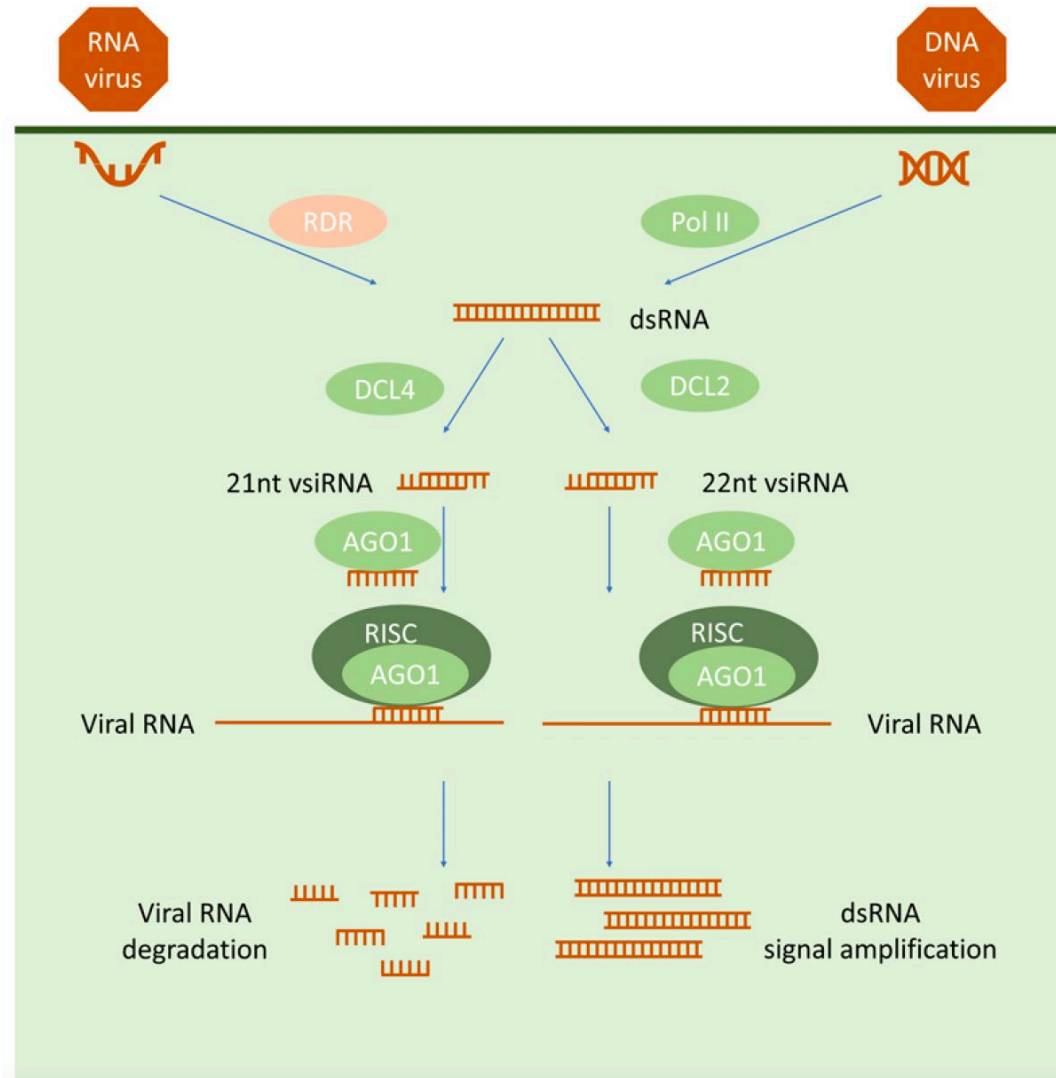 RNA
virus
DNA
virus
RDR
Pol II
dsRNA
DCL4
DCL2
21nt vsiRNA
22nt vsiRNA
AGO1
AGO1
RISC
AGO1
RISC
AGO1
Viral RNA
Viral RNA
Viral RNA
degradation
dsRNA
signal amplification